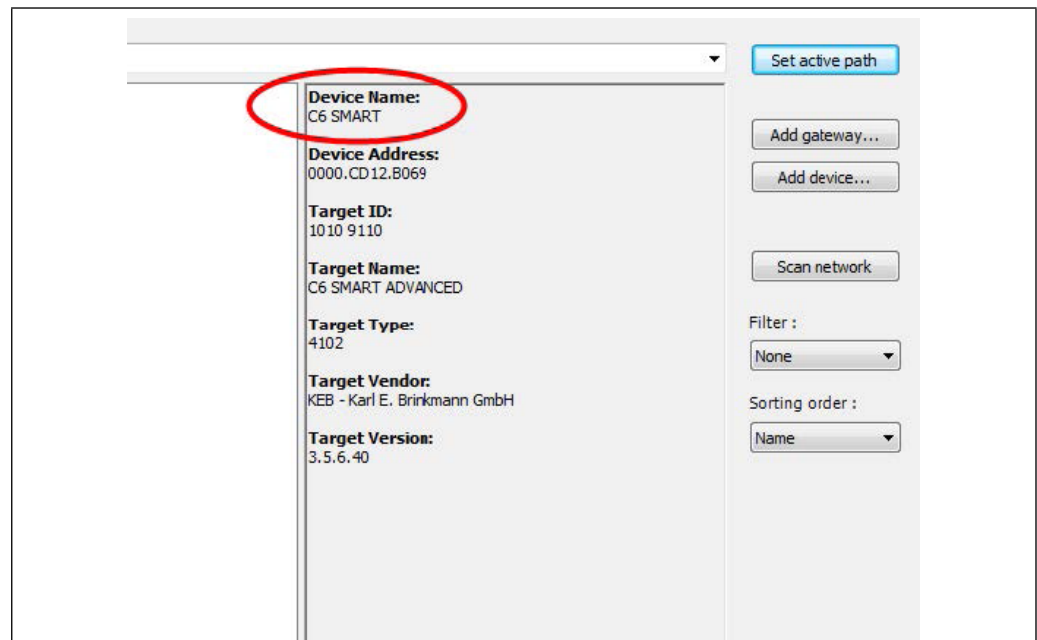 Set active path
Device Name:
C6 SMART
Add gateway...
Device Address:
0000.CD12.B069
Add device...
Target ID:
1010 9110
Target Name:
C6 SMART ADVANCED
Scan network
Target Type:
4102
Filter :
None
Target Vendor:
KEB - Karl E. Brinkmann GmbH
Sorting order :
Target Version:
3.5.6.40
Name